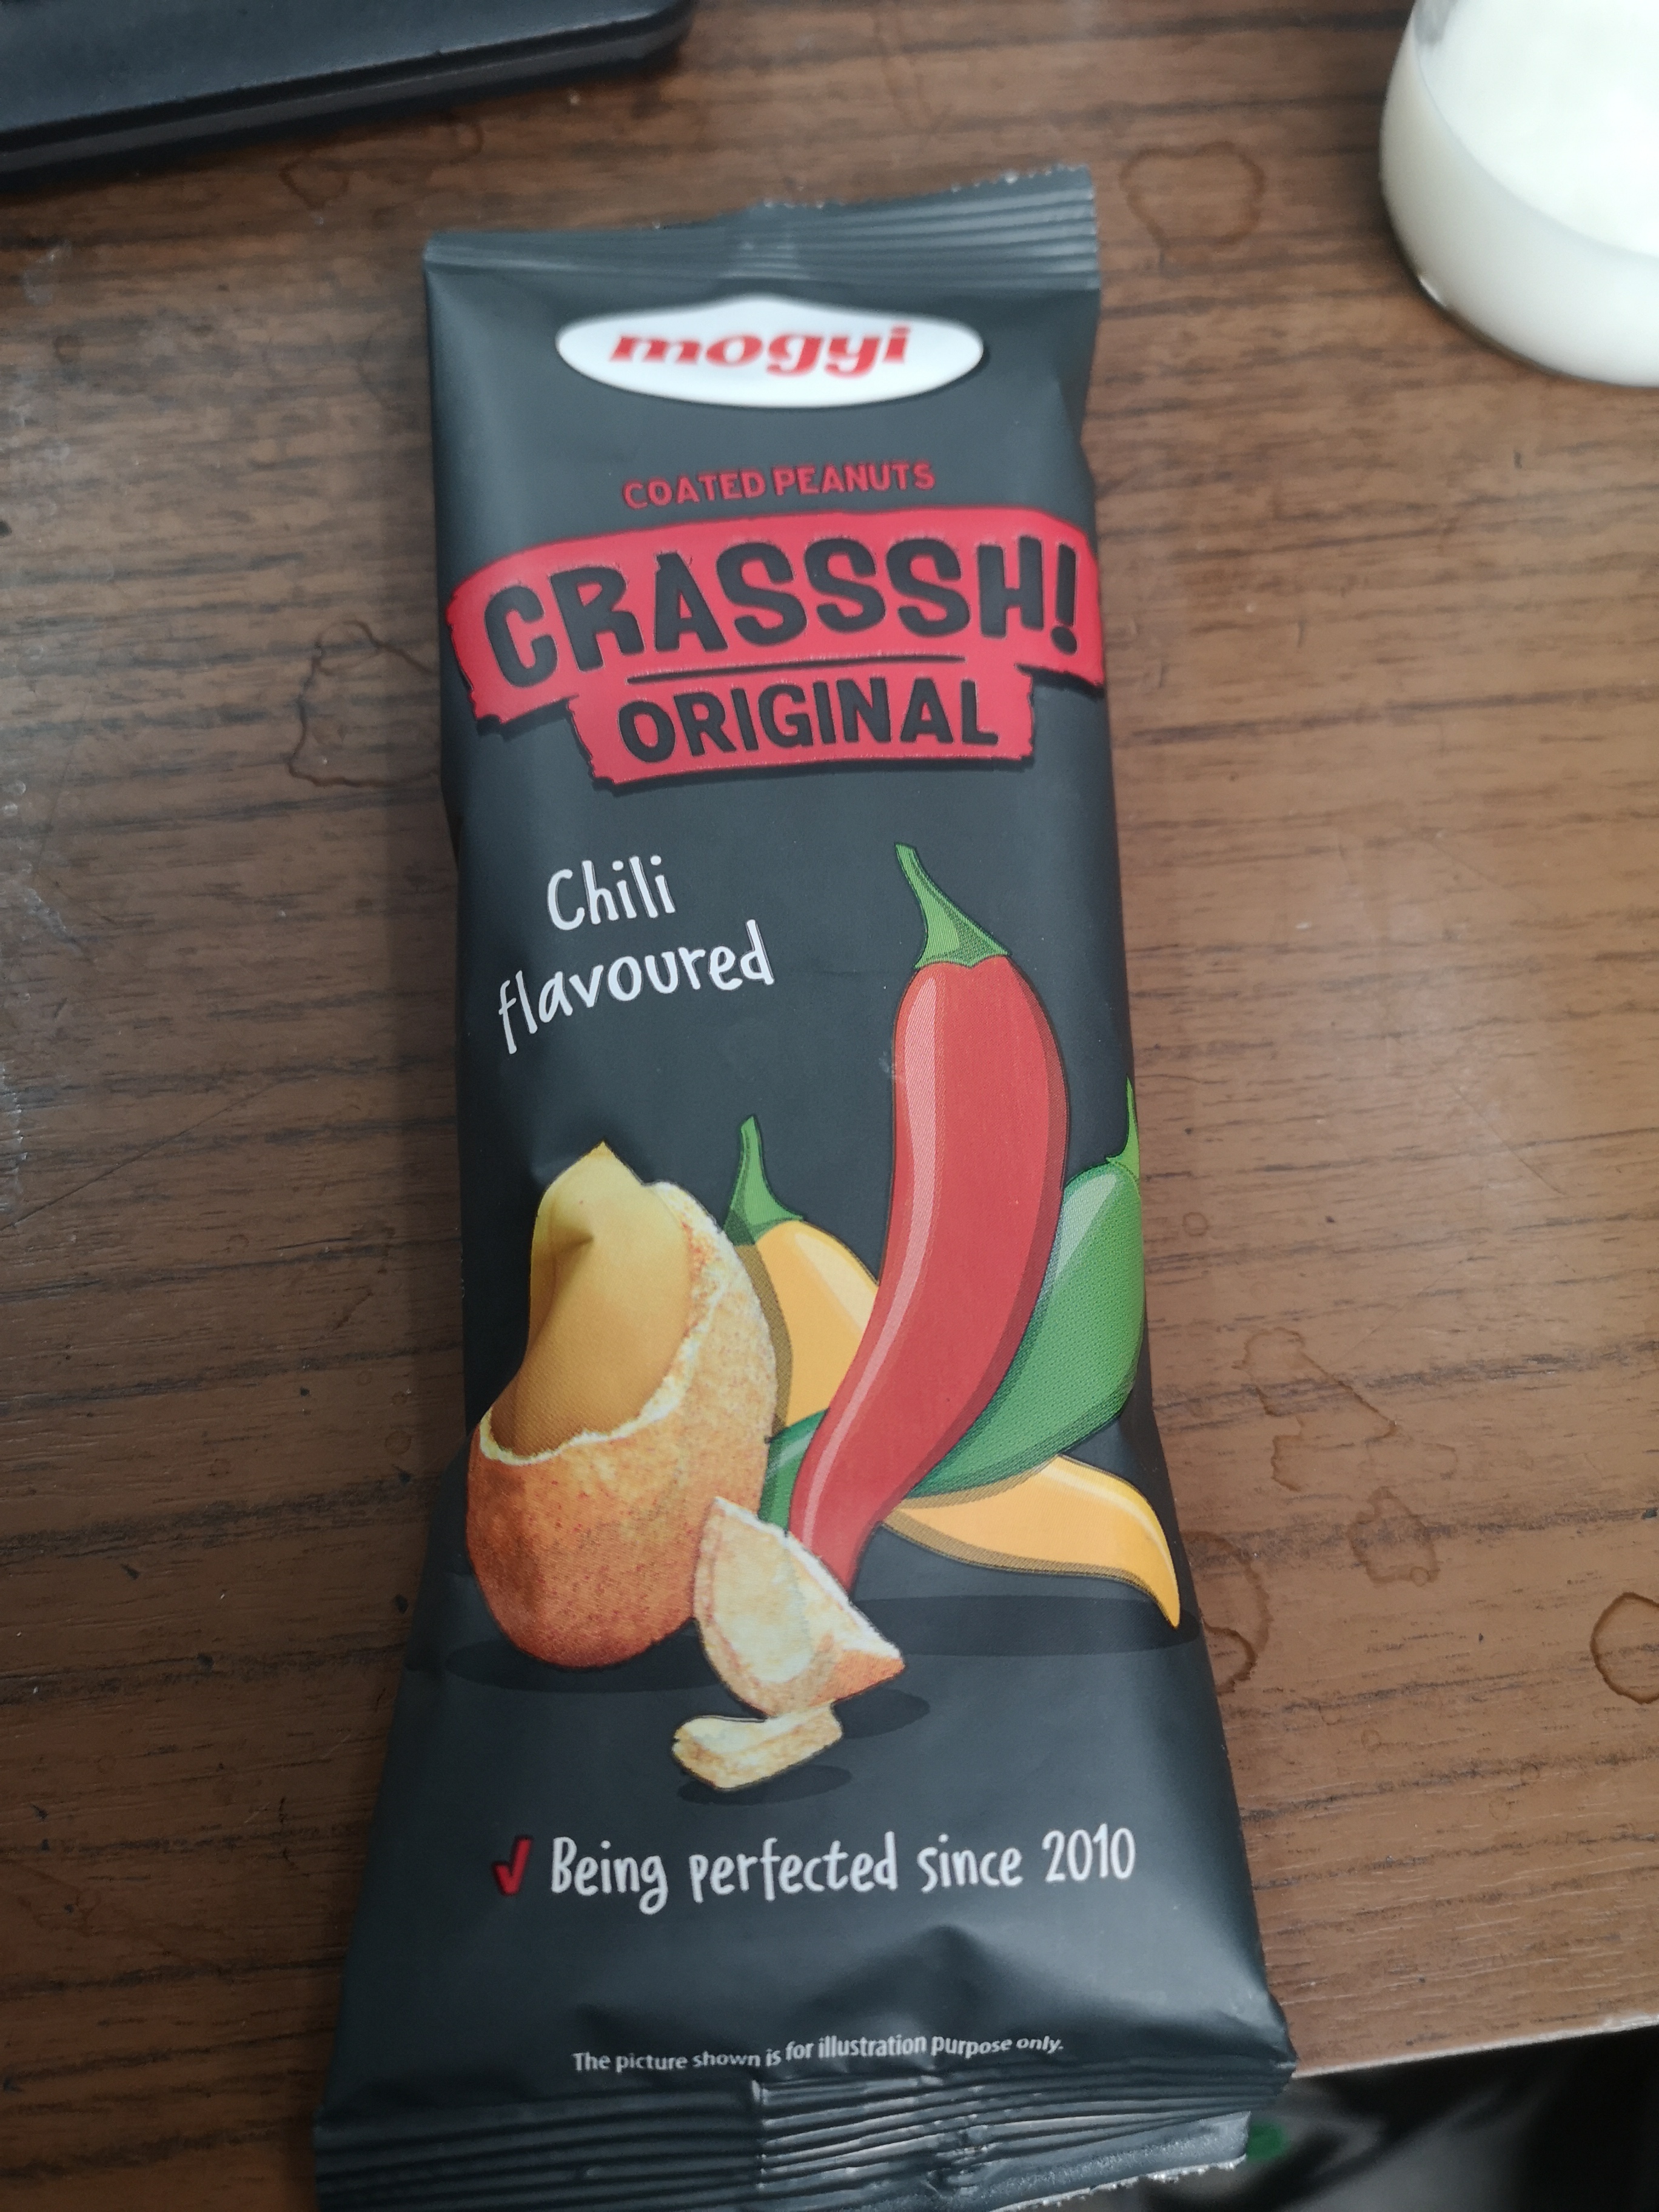 mogyi
COATED PEANUTS
CRASSSH!
ORIGINAL
Chili
flavoured
Being perfected since 2010
The picture shown is for illustration purpose only.